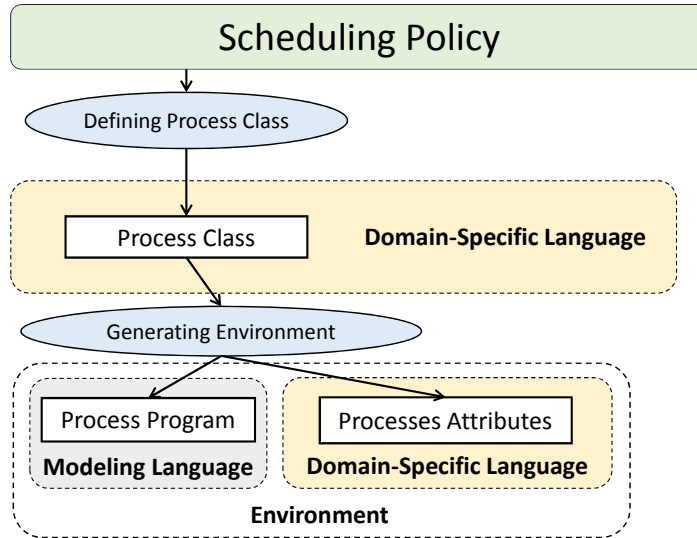 Scheduling Policy
Defining Process Class
Process Class
Domain-Specific Language
Generating Environment
Process Program
Processes Attributes
Modeling Language
Domain-Specific Language
Environment